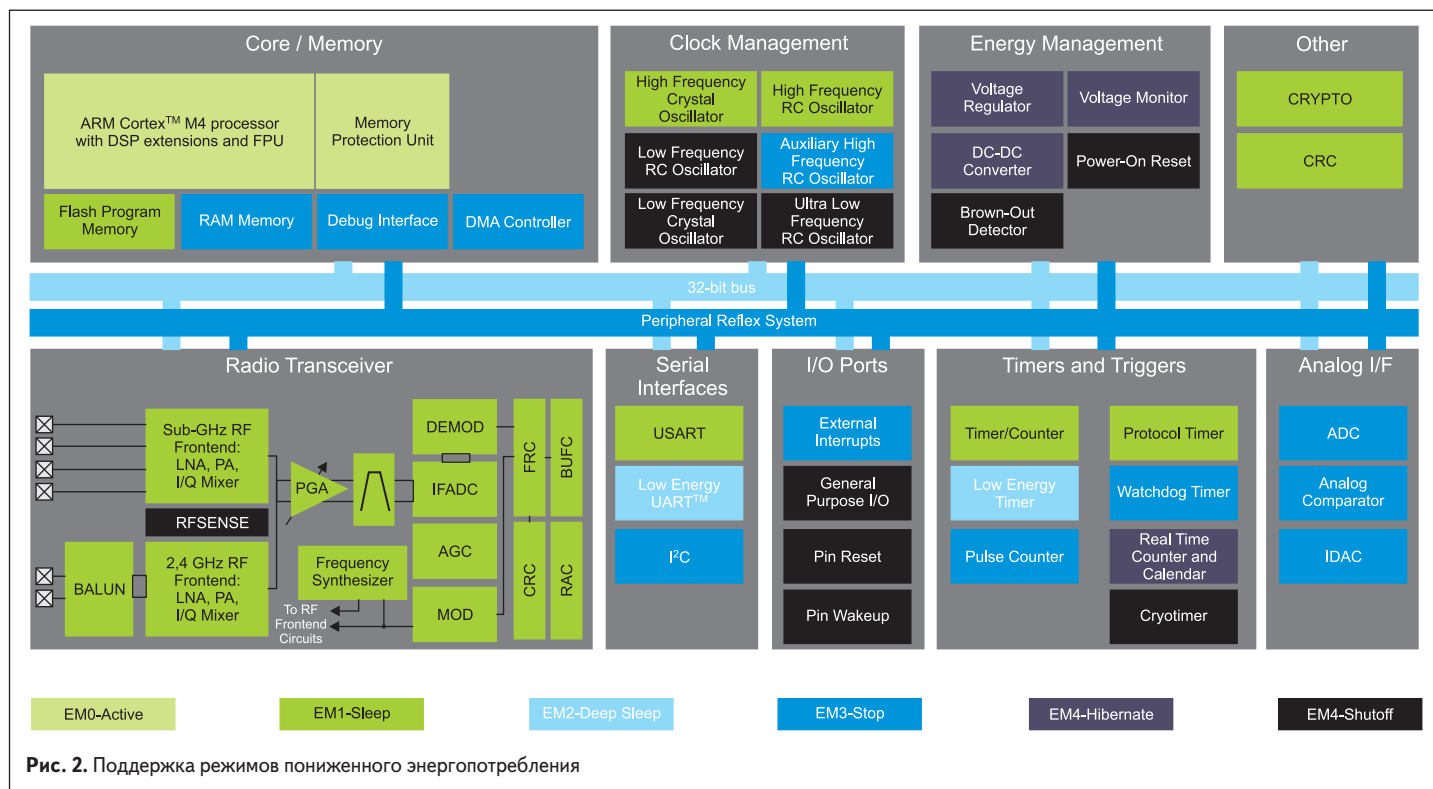 Core / Memory
ARM Cortex™ M4 processor
with DSP extensions and FPU
Memory
Protection Unit
Flash Program
Memory
RAM Memory
Debug Interface
DMA Controller
Clock Management
High Frequency
Crystal
Oscillator
High Frequency
RC Oscillator
Low Frequency
RC Oscillator
Auxiliary High
Frequency
RC Oscillator
Low Frequency
Crystal
Oscillator
Ultra Low
Frequency
RC Oscillator
Energy Management
Voltage
Regulator
Voltage Monitor
DC-DC
Converter
Power-On Reset
Brown-Out
Detector
Other
CRYPTO
CRC
32-bit bus
Peripheral Reflex System
Radio Transceiver
Sub-GHz RF
Frontend:
LNA, PA,
I/Q Mixer
RFSENSE
BALUN
2,4 GHz RF
Frontend:
LNA, PA,
I/Q Mixer
PGA
Frequency
Synthesizer
To RF
Frontend
Circuits
DEMOD
IFADC
AGC
MOD
FRC
BUFC
CRC
RAC
Serial
Interfaces
USART
Low Energy
UART™
I²C
I/O Ports
External
Interrupts
General
Purpose I/O
Pin Reset
Pin Wakeup
Timers and Triggers
Timer/Counter
Protocol Timer
Low Energy
Timer
Watchdog Timer
Pulse Counter
Real Time
Counter and
Calendar
Cryotimer
Analog I/F
ADC
Analog
Comparator
IDAC
EM0-Active
EM1-Sleep
EM2-Deep Sleep
EM3-Stop
EM4-Hibernate
EM4-Shutoff
Рис. 2. Поддержка режимов пониженного энергопотребления